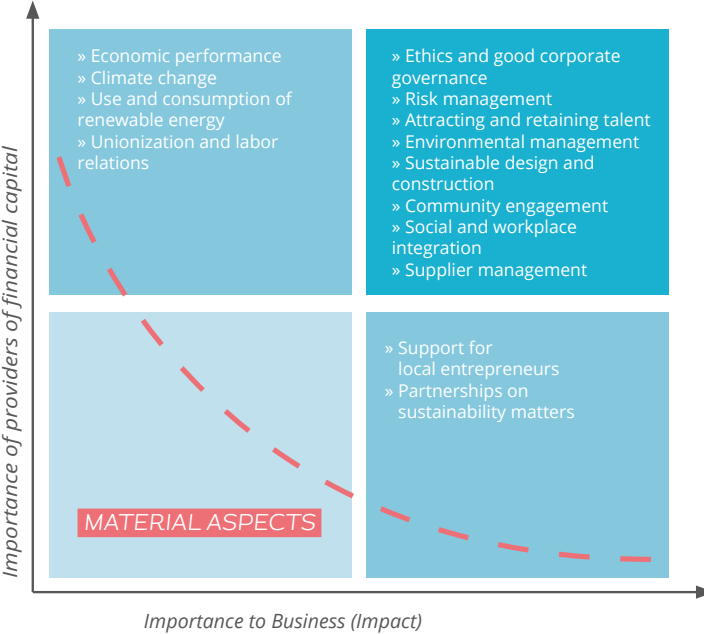 Importance of providers of financial capital
» Economic performance
» Climate change
» Use and consumption of
renewable energy
» Unionization and labor
relations
» Ethics and good corporate
governance
» Risk management
» Attracting and retaining talent
» Environmental management
» Sustainable design and
construction
» Community engagement
» Social and workplace
integration
» Supplier management
» Support for
local entrepreneurs
» Partnerships on
sustainability matters
MATERIAL ASPECTS
Importance to Business (Impact)